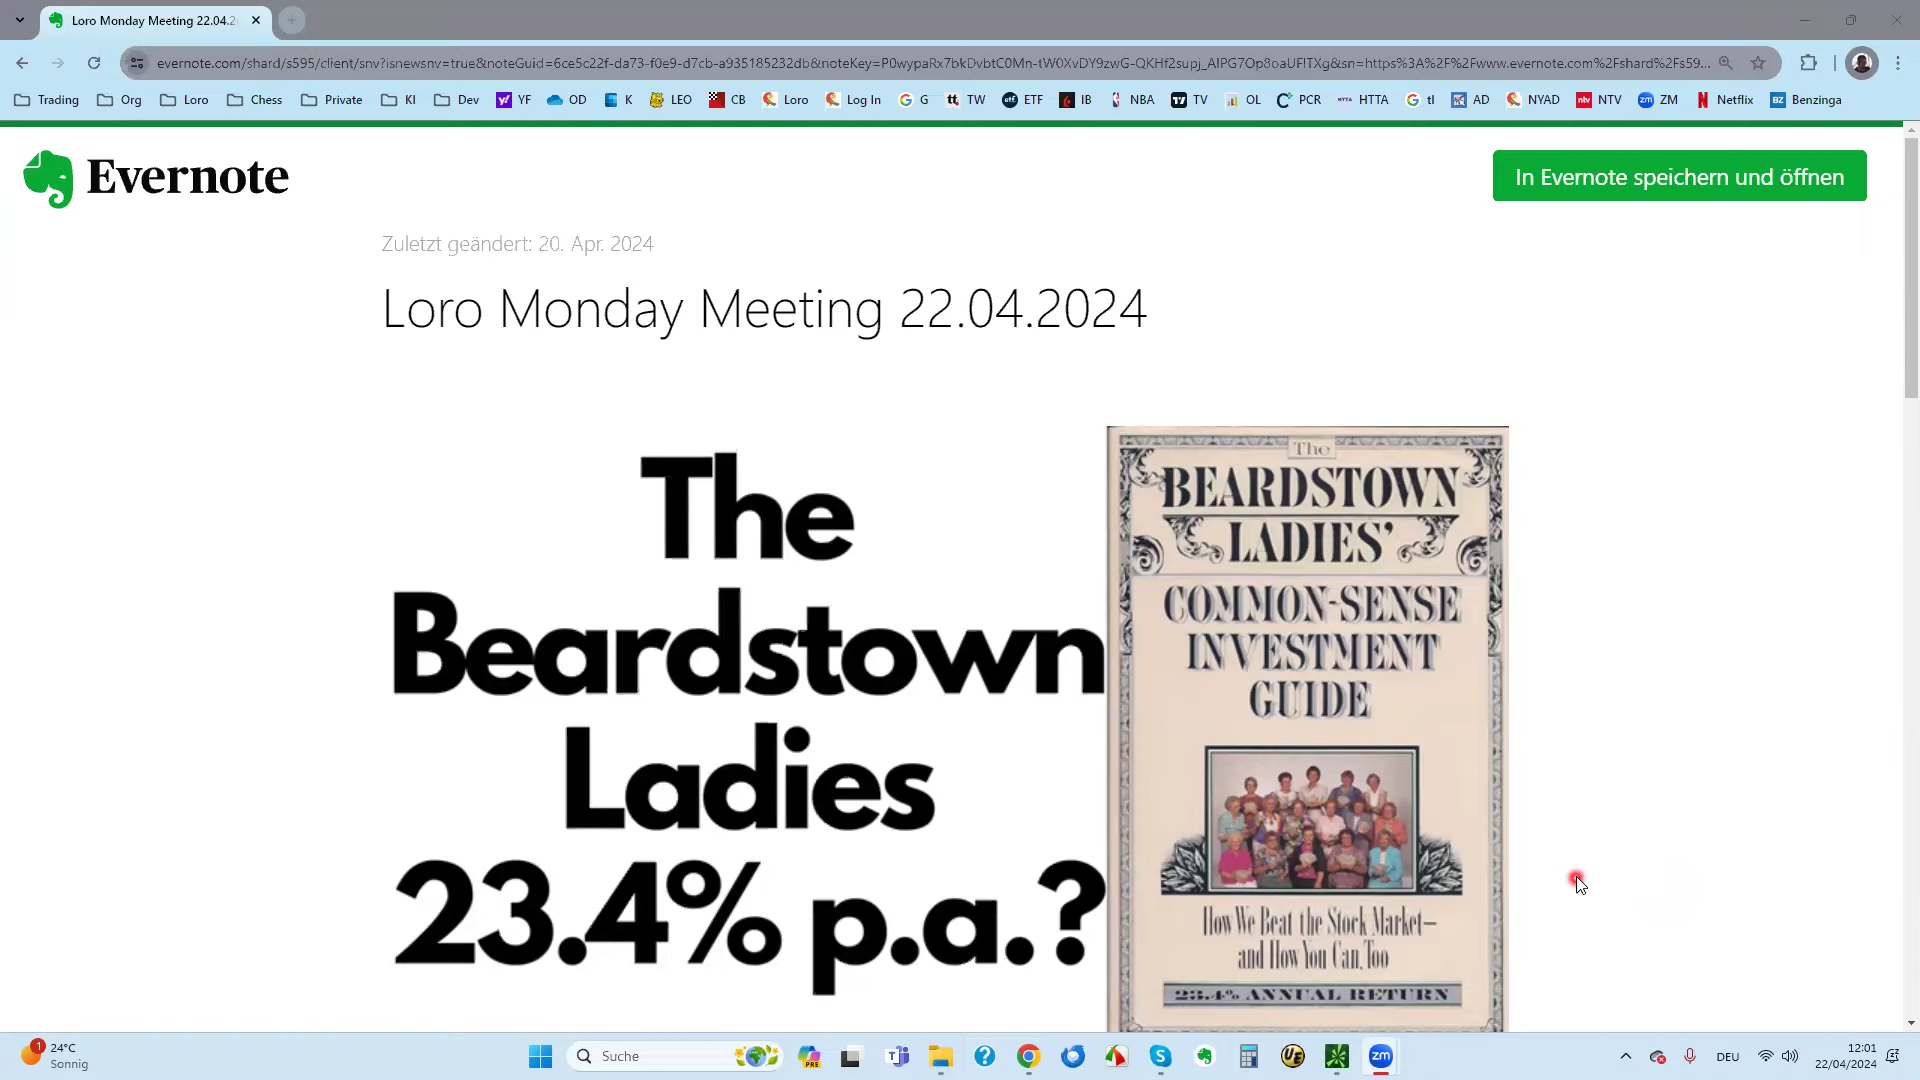 Loro Monday Meeting 22.04.2
evernote.com/shard/s595/client/snv?isnewsnv=true&noteGuid=6ce5c22f-da73-f0e9-d7cb-a935185232db&noteKey=P0wypaRx7bkDvbtC0Mn-tW0XvDY9zwG-QKHf2supj_AIPG7Op8oaUFITXg&sn=https%3A%2F%2Fwww.evernote.com%2Fshard%2Fs59...
Trading Org Loro Chess Private KI Dev YF OD K LEO CB Loro Log In G TW ETF IB NBA TV OL PCR HTTA tl AD NYAD NTV ZM Netflix Benzinga
Evernote
In Evernote speichern und öffnen
Zuletzt geändert: 20. Apr. 2024
Loro Monday Meeting 22.04.2024
The
Beardstown
Ladies
23.4% p.a.?
The
BEARDSTOWN
LADIES'
COMMON-SENSE
INVESTMENT
GUIDE
How We Beat the Stock Market—
and How You Can, Too
23.4% ANNUAL RETURN
1
24°C
Sonnig
Suche
PRE
zm
DEU
12:01
22/04/2024